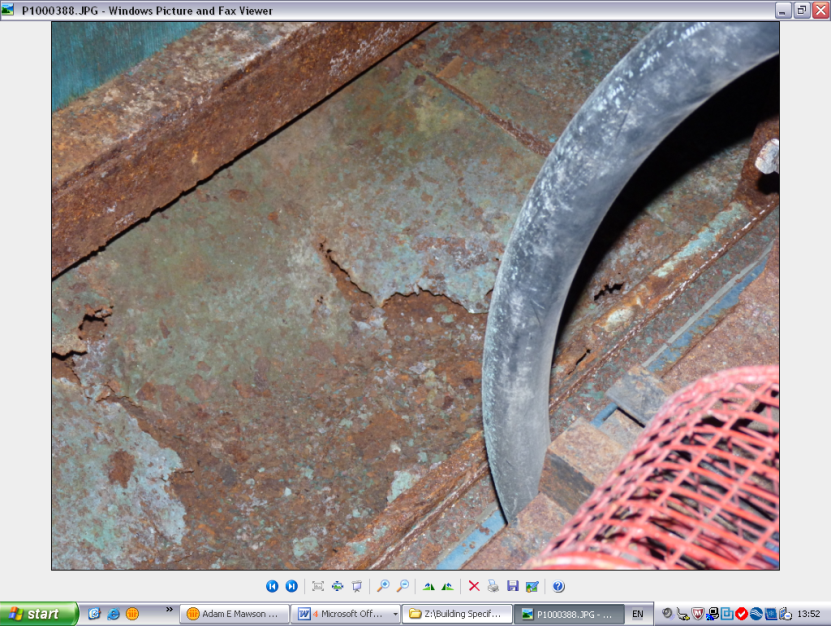 P1000388.JPG - Windows Picture and Fax Viewer
start
»
Adam E Mawson ...
4 Microsoft Off...
Z:\Building Specif...
P1000388.JPG - ...
EN
13:52